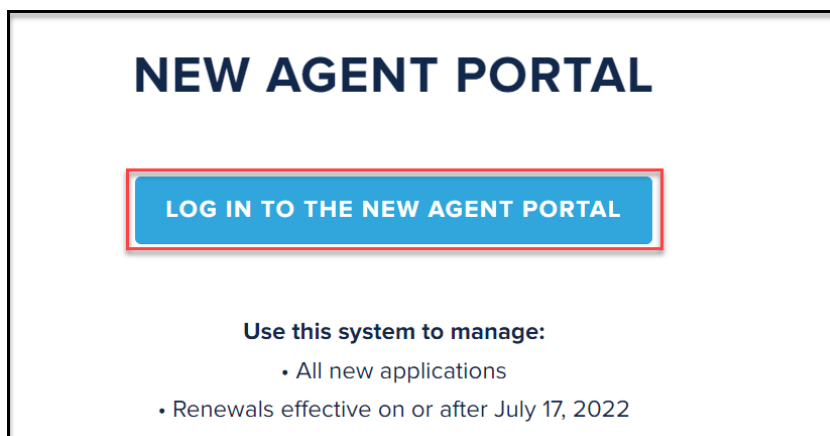 NEW AGENT PORTAL
LOG IN TO THE NEW AGENT PORTAL
Use this system to manage:
• All new applications
• Renewals effective on or after July 17, 2022